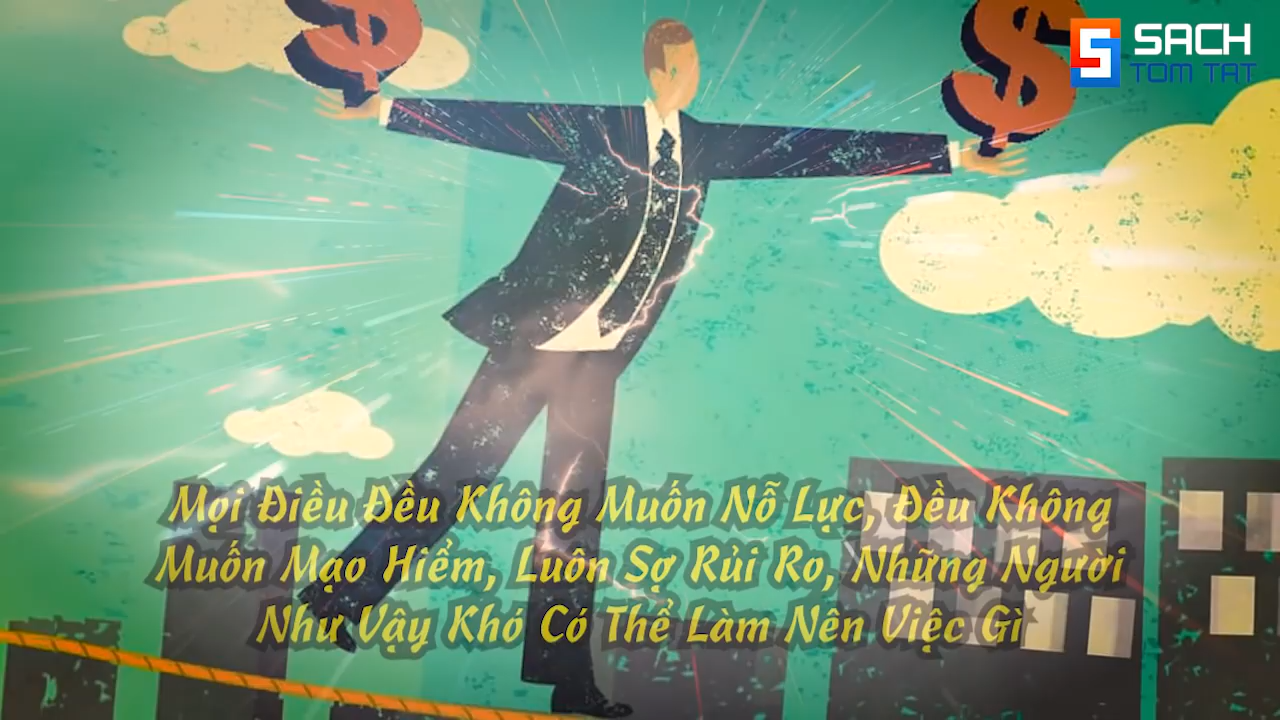 SACH
TOM TAT
Mọi Điều Đều Không Muốn Nỗ Lực, Đều Không
Muốn Mạo Hiểm, Luôn Sợ Rủi Ro, Những Người
Như Vậy Khó Có Thể Làm Nên Việc Gì